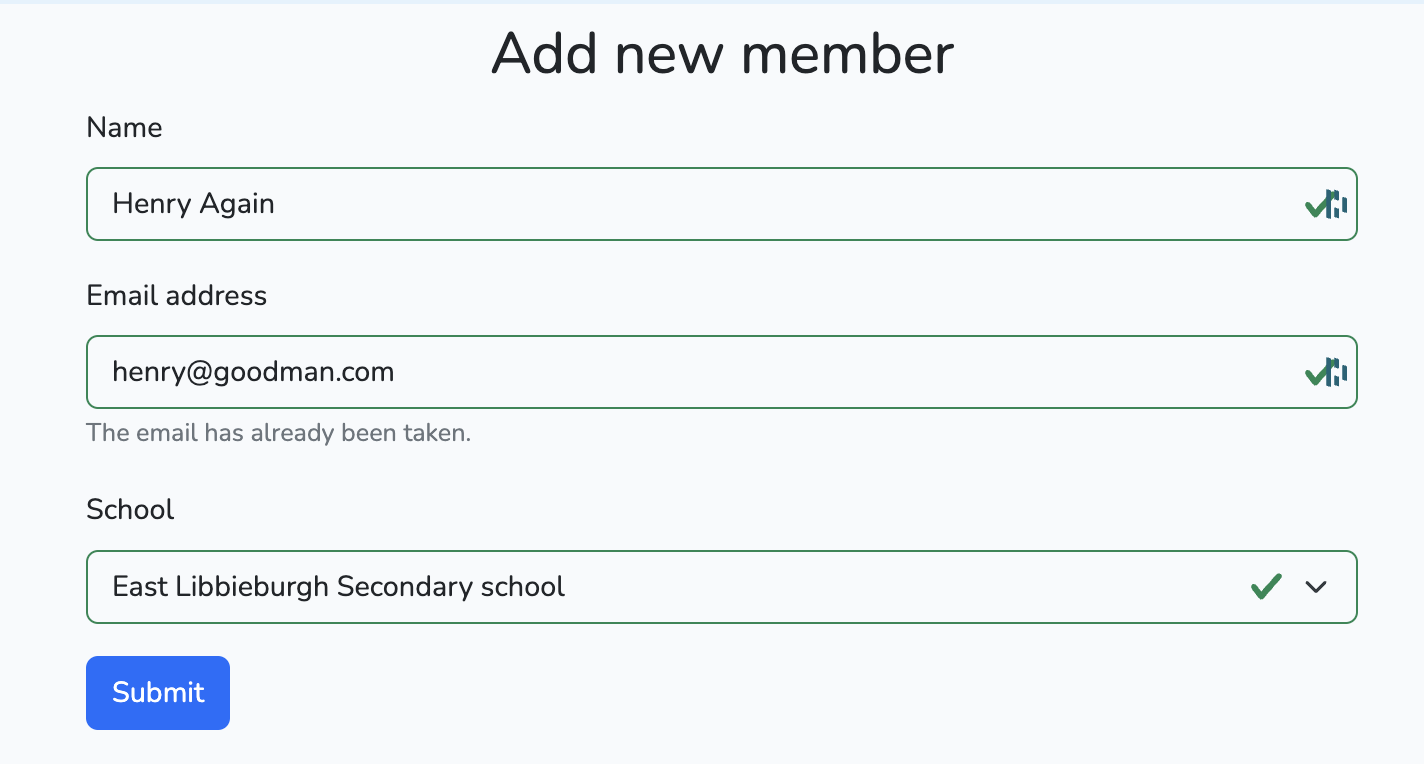 Add new member
Name
Henry Again
Email address
henry@goodman.com
The email has already been taken.
School
East Libbieburgh Secondary school
Submit